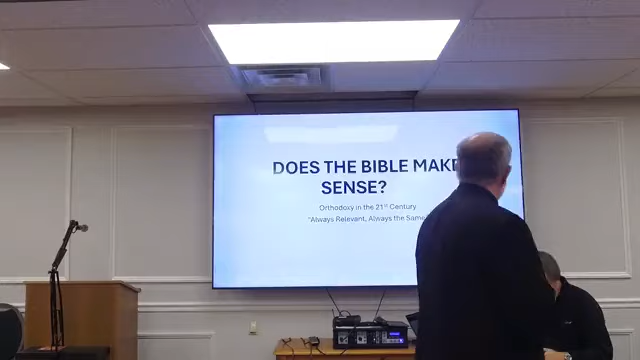 DOES THE BIBLE MAKE
SENSE?
Orthodoxy in the 21st Century
"Always Relevant, Always the Same